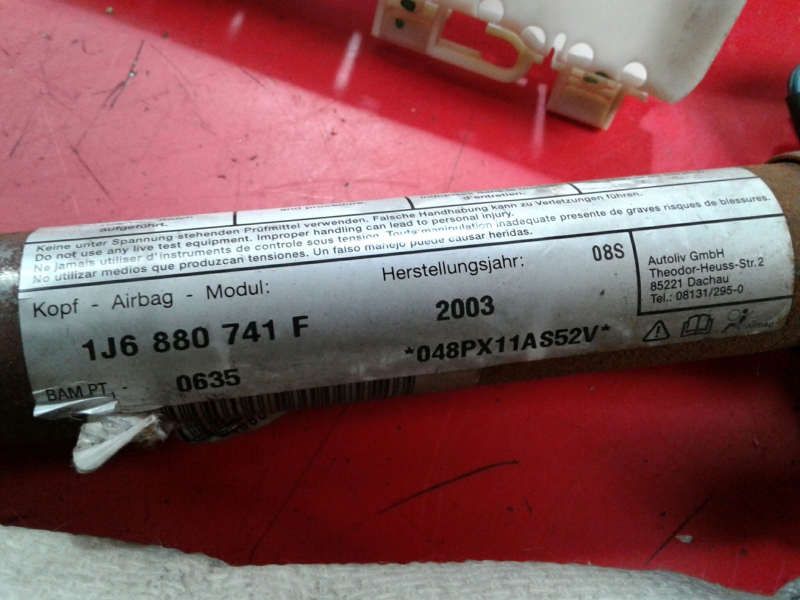 aufgeführt.
and procedure
d'entretien.
Keine unter Spannung stehenden Prüfmittel verwenden. Falsche Handhabung kann zu Verletzungen führen.
Do not use any live test equipment. Improper handling can lead to personal injury.
Ne jamais utiliser d'instruments de controle sous tension. Toute manipulation inadequate presente de graves risques de blessures.
No utilizar medios que produzcan tensiones. Un falso manejo puede causar heridas.
Kopf - Airbag - Modul:
1J6 880 741 F
BAM.PT.-
0635
Herstellungsjahr:
2003
08S
*048PX11AS52V*
Autoliv GmbH
Theodor-Heuss-Str.2
85221 Dachau
Tel.: 08131/295-0